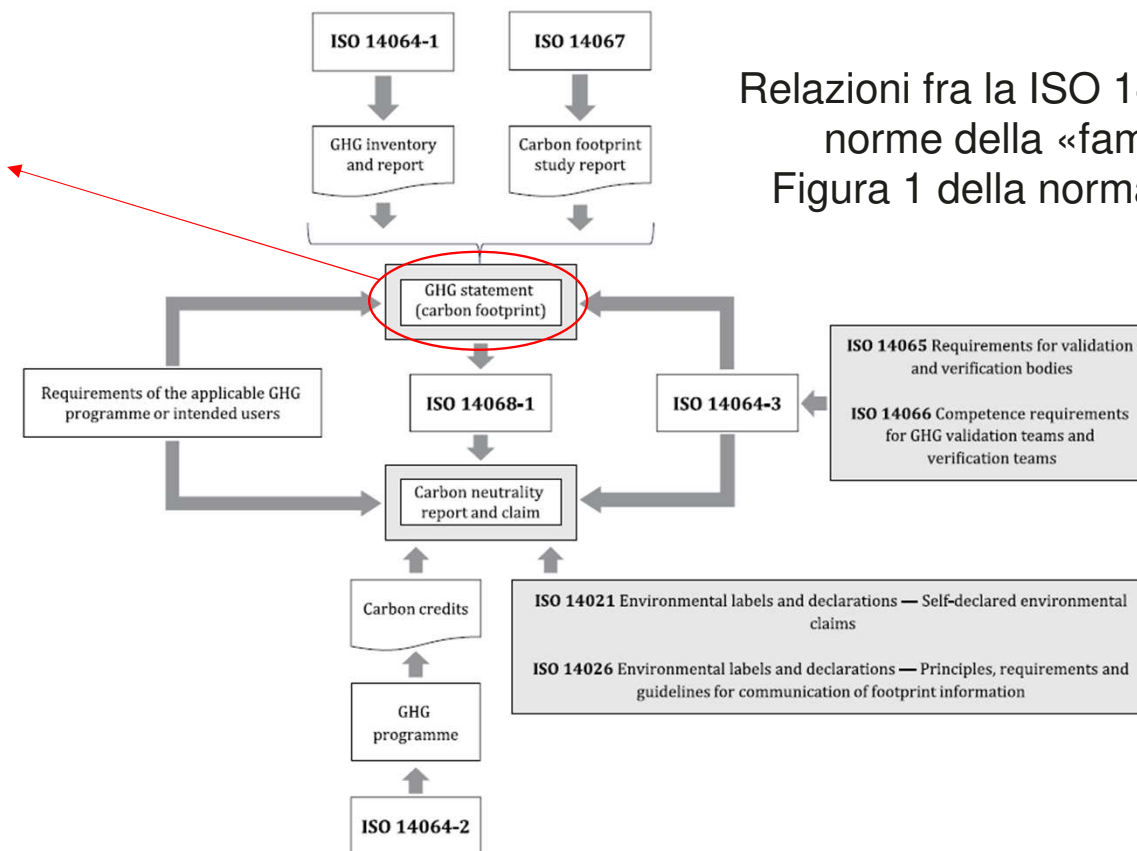 ISO 14064-1
ISO 14067
Relazioni fra la ISO
norme della «fam
Figura 1 della norma
GHG inventory
and report
Carbon footprint
study report
GHG statement
(carbon footprint)
Requirements of the applicable GHG
programme or intended users
ISO 14068-1
ISO 14064-3
ISO 14065 Requirements for validation
and verification bodies
ISO 14066 Competence requirements
for GHG validation teams and
verification teams
Carbon neutrality
report and claim
Carbon credits
ISO 14021 Environmental labels and declarations — Self-declared environmental
claims
ISO 14026 Environmental labels and declarations — Principles, requirements and
guidelines for communication of footprint information
GHG
programme
ISO 14064-2